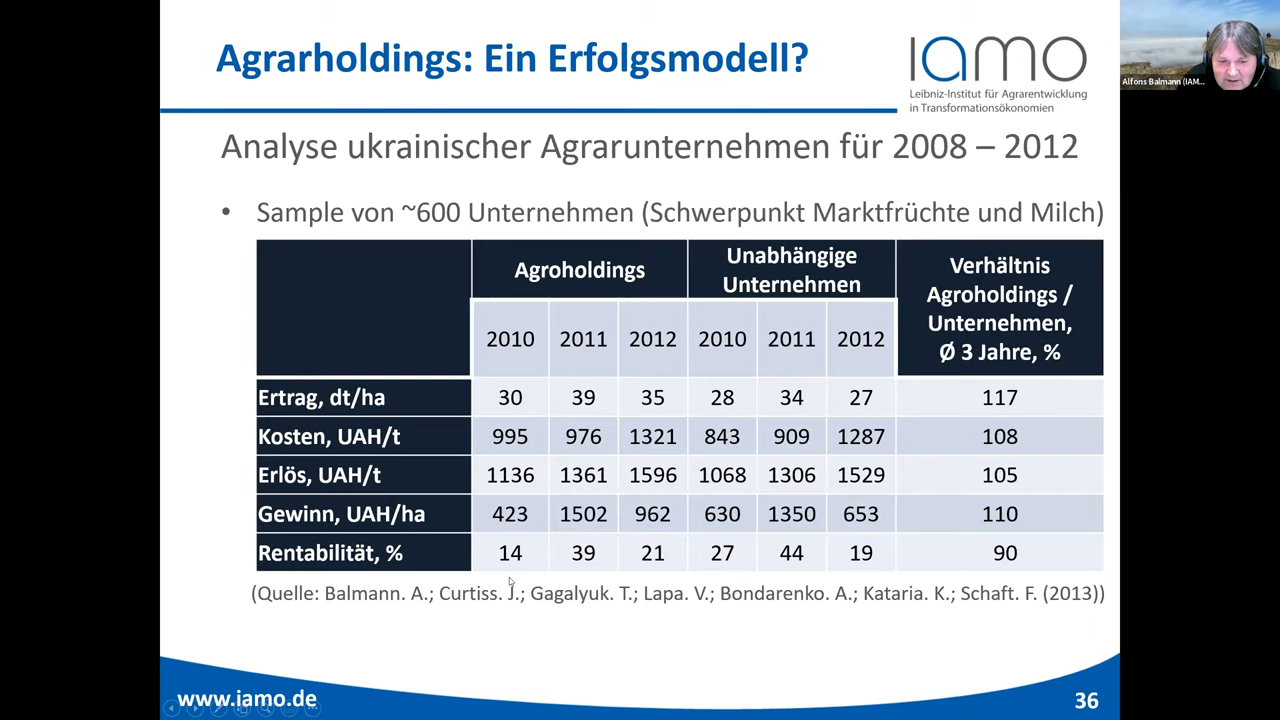 Agrarholdings: Ein Erfolgsmodell?
iamo
Leibniz-Institut für Agrarentwicklung
in Transformationsökonomien
Alfons Balmann (IAM...
Analyse ukrainischer Agrarunternehmen für 2008 – 2012
• Sample von ~600 Unternehmen (Schwerpunkt Marktfrüchte und Milch)
Agroholdings
Unabhängige
Unternehmen
Verhältnis
Agroholdings /
Unternehmen,
Ø 3 Jahre, %
2010 2011 2012 2010 2011 2012
Ertrag, dt/ha 30 39 35 28 34 27 117
Kosten, UAH/t 995 976 1321 843 909 1287 108
Erlös, UAH/t 1136 1361 1596 1068 1306 1529 105
Gewinn, UAH/ha 423 1502 962 630 1350 653 110
Rentabilität, % 14 39 21 27 44 19 90
(Quelle: Balmann. A.; Curtiss. J.; Gagalyuk. T.; Lapa. V.; Bondarenko. A.; Kataria. K.; Schaft. F. (2013))
www.iamo.de
36